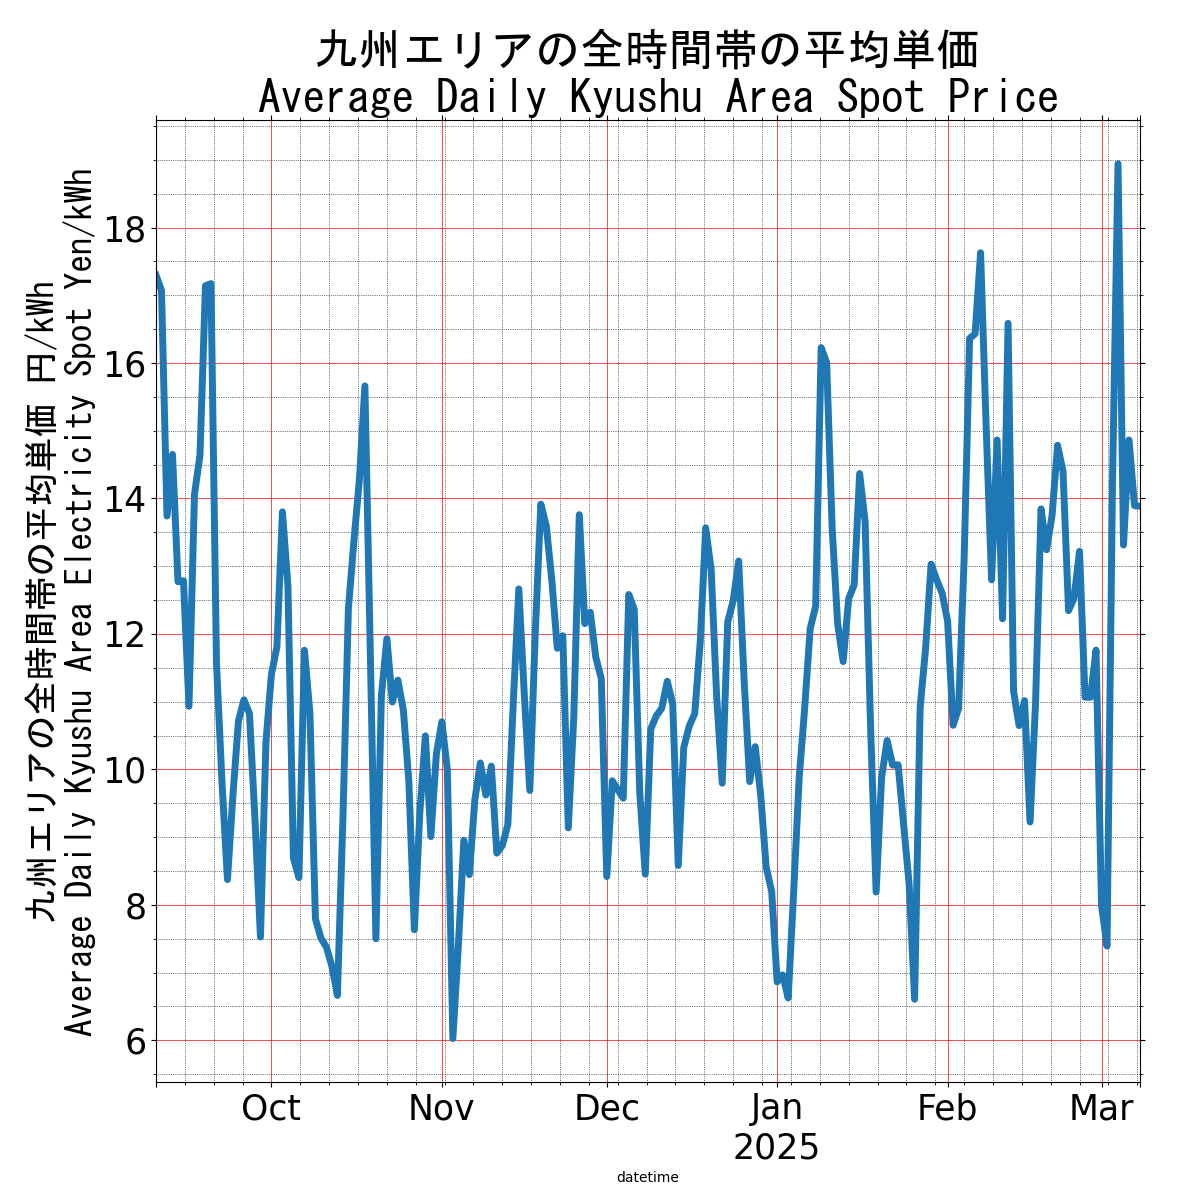 九州エリアの全時間帯の平均単価
Average Daily Kyushu Area Spot Price
九州エリアの全時間帯の平均単価 円/kWh
Average Daily Kyushu Area Electricity Spot Yen/kWh
18
16
14
12
10
8
6
Oct
Nov
Dec
Jan
2025
Feb
Mar
datetime